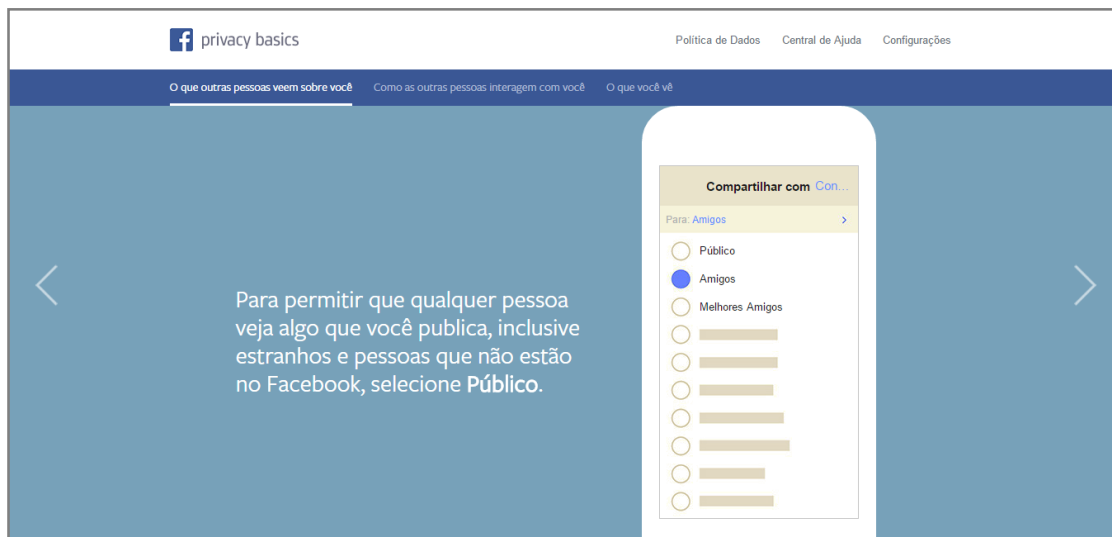 privacy basics
Política de Dados Central de Ajuda Configurações
O que outras pessoas veem sobre você Como as outras pessoas interagem com você O que você vê
Para permitir que qualquer pessoa
veja algo que você publica, inclusive
estranhos e pessoas que não estão
no Facebook, selecione Público.
Compartilhar com Con...
Para: Amigos
Público
Amigos
Melhores Amigos